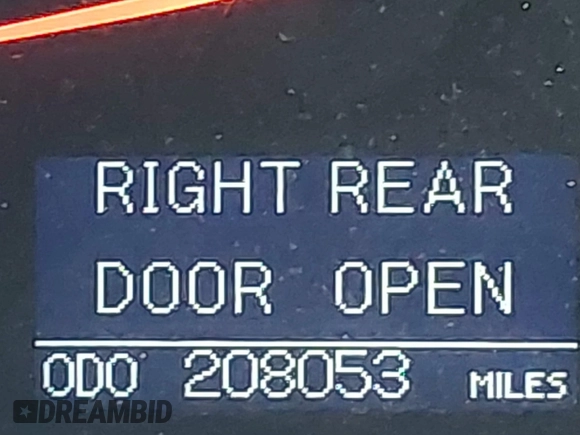 RIGHT REAR
DOOR OPEN
ODO 208053 MILES
DREAMBID